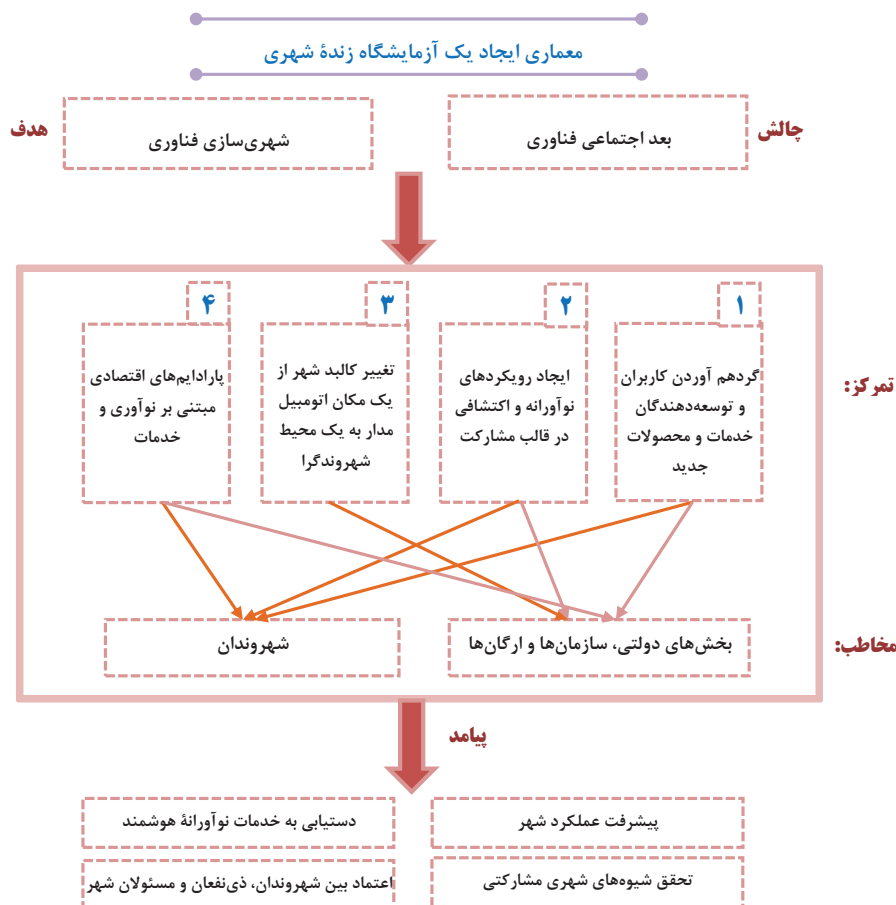 معماری ایجاد یک آزمایشگاه زندهٔ شهری
چالش
بعد اجتماعی فناوری
شهری‌سازی فناوری
هدف
تمرکز:
۱
گردهم آوردن کاربران
و توسعه‌دهندگان
خدمات و محصولات
جدید
۲
ایجاد رویکردهای
نوآورانه و اکتشافی
در قالب مشارکت
۳
تغییر کالبد شهر از
یک مکان اتومبیل
مدار به یک محیط
شهروندگرا
۴
پارادایم‌های اقتصادی
مبتنی بر نوآوری و
خدمات
مخاطب:
بخش‌های دولتی، سازمان‌ها و ارگان‌ها
شهروندان
پیامد
پیشرفت عملکرد شهر
دستیابی به خدمات نوآورانهٔ هوشمند
تحقق شیوه‌های شهری مشارکتی
اعتماد بین شهروندان، ذی‌نفعان و مسئولان شهر